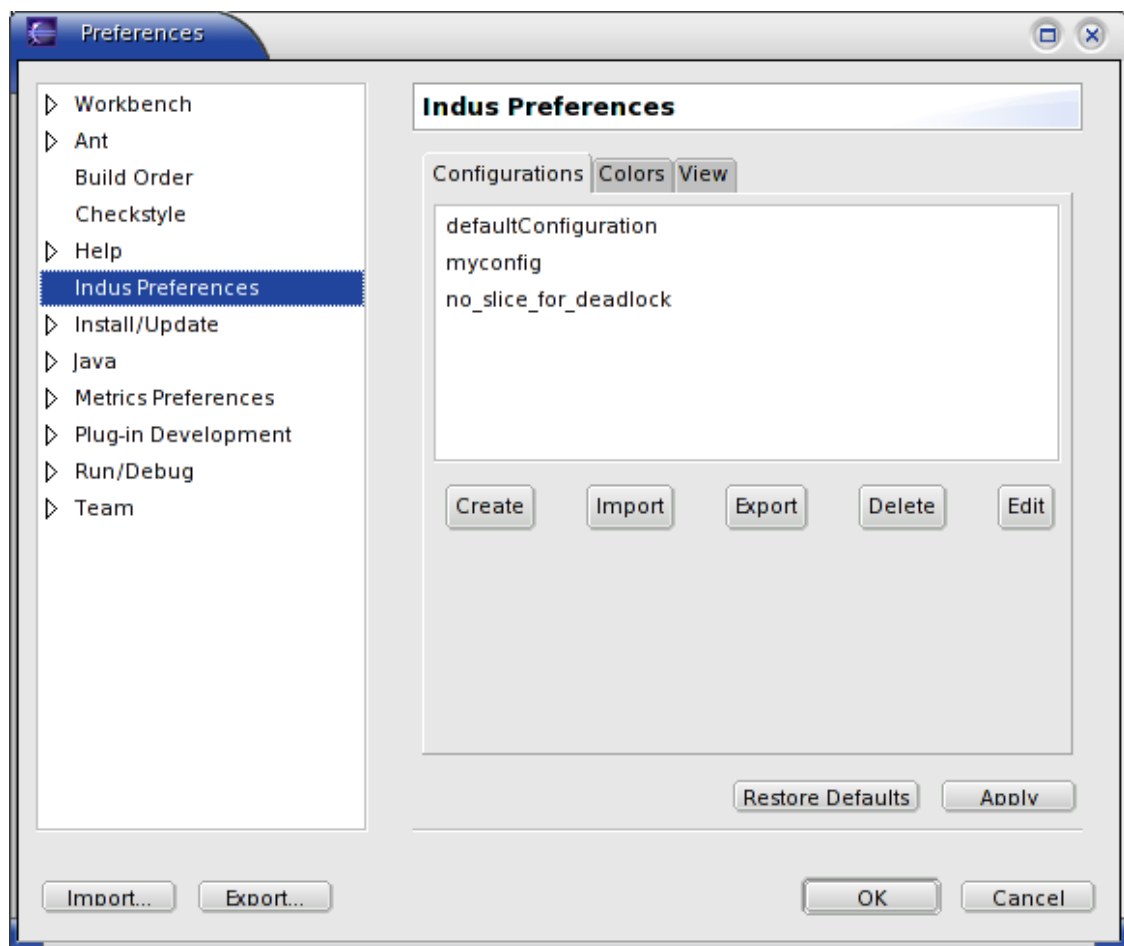 Preferences
Workbench
Ant
Build Order
Checkstyle
Help
Indus Preferences
Install/Update
Java
Metrics Preferences
Plug-in Development
Run/Debug
Team
Indus Preferences
Configurations Colors View
defaultConfiguration
myconfig
no_slice_for_deadlock
Create Import Export Delete Edit
Restore Defaults Apply
Import... Export... OK Cancel